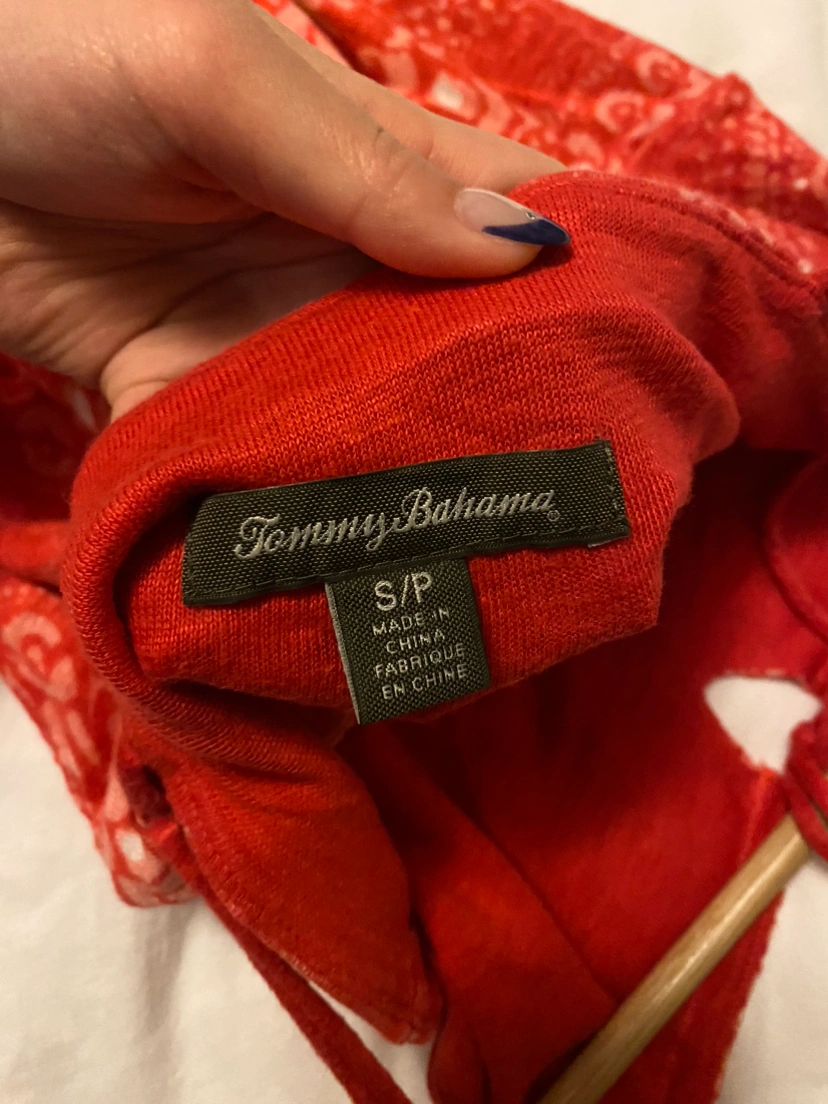 Tommy Bahama®
S/P
MADE IN
CHINA
FABRIQUE
EN CHINE